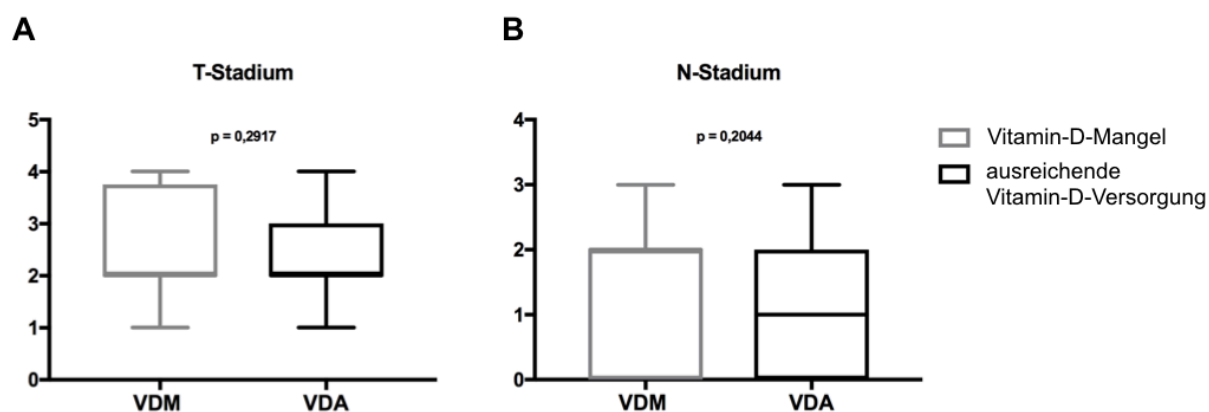 A
T-Stadium
p = 0,2917
5
4
3
2
1
0
VDM VDA
B
N-Stadium
p = 0,2044
4
3
2
1
0
VDM VDA
Vitamin-D-Mangel
ausreichende
Vitamin-D-Versorgung